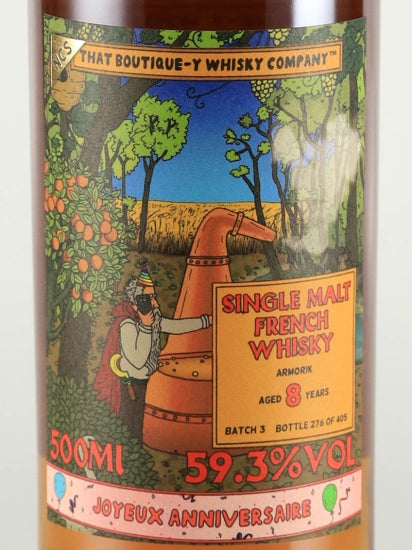 NCS
THAT BOUTIQUE-Y WHISKY COMPANY™
SINGLE MALT
FRENCH
WHISKY
ARMORIK
AGED 8 YEARS
BATCH 3 BOTTLE 276 OF 405
500Ml 59.3% VOL
JOYEUX ANNIVERSAIRE